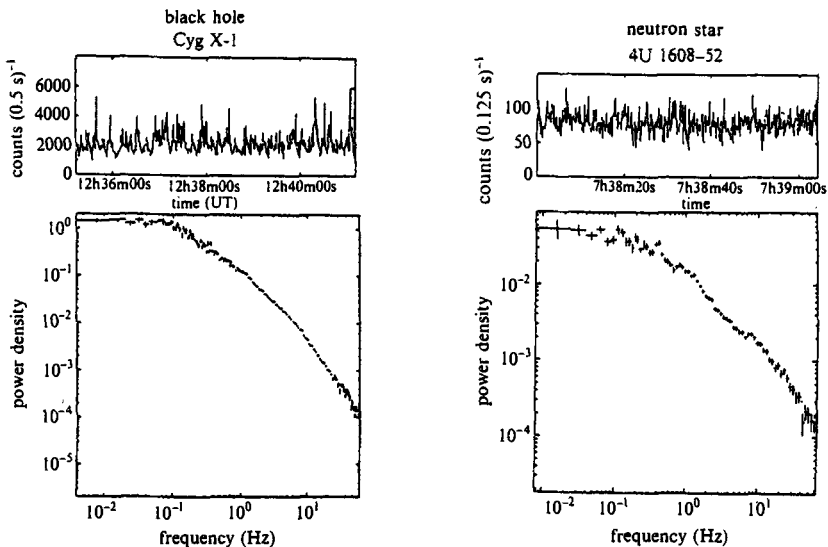 black hole
Cyg X-1
counts (0.5 s)⁻¹
6000
4000
2000
0
12h36m00s 12h38m00s 12h40m00s
time (UT)
power density
10⁰
10⁻¹
10⁻²
10⁻³
10⁻⁴
10⁻⁵
10⁻² 10⁻¹ 10⁰ 10¹
frequency (Hz)
neutron star
4U 1608–52
counts (0.125 s)⁻¹
100
50
0
7h38m20s 7h38m40s 7h39m00s
time
power density
10⁻²
10⁻³
10⁻⁴
10⁻² 10⁻¹ 10⁰ 10¹
frequency (Hz)